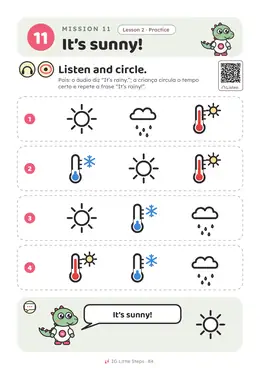 11
MISSION 11
Lesson 2 · Practice
It's sunny!
Listen and circle.
Pais: o áudio diz "It's rainy."; a criança circula o tempo
certo e repete a frase "It's rainy!".
1
2
3
4
It's sunny!